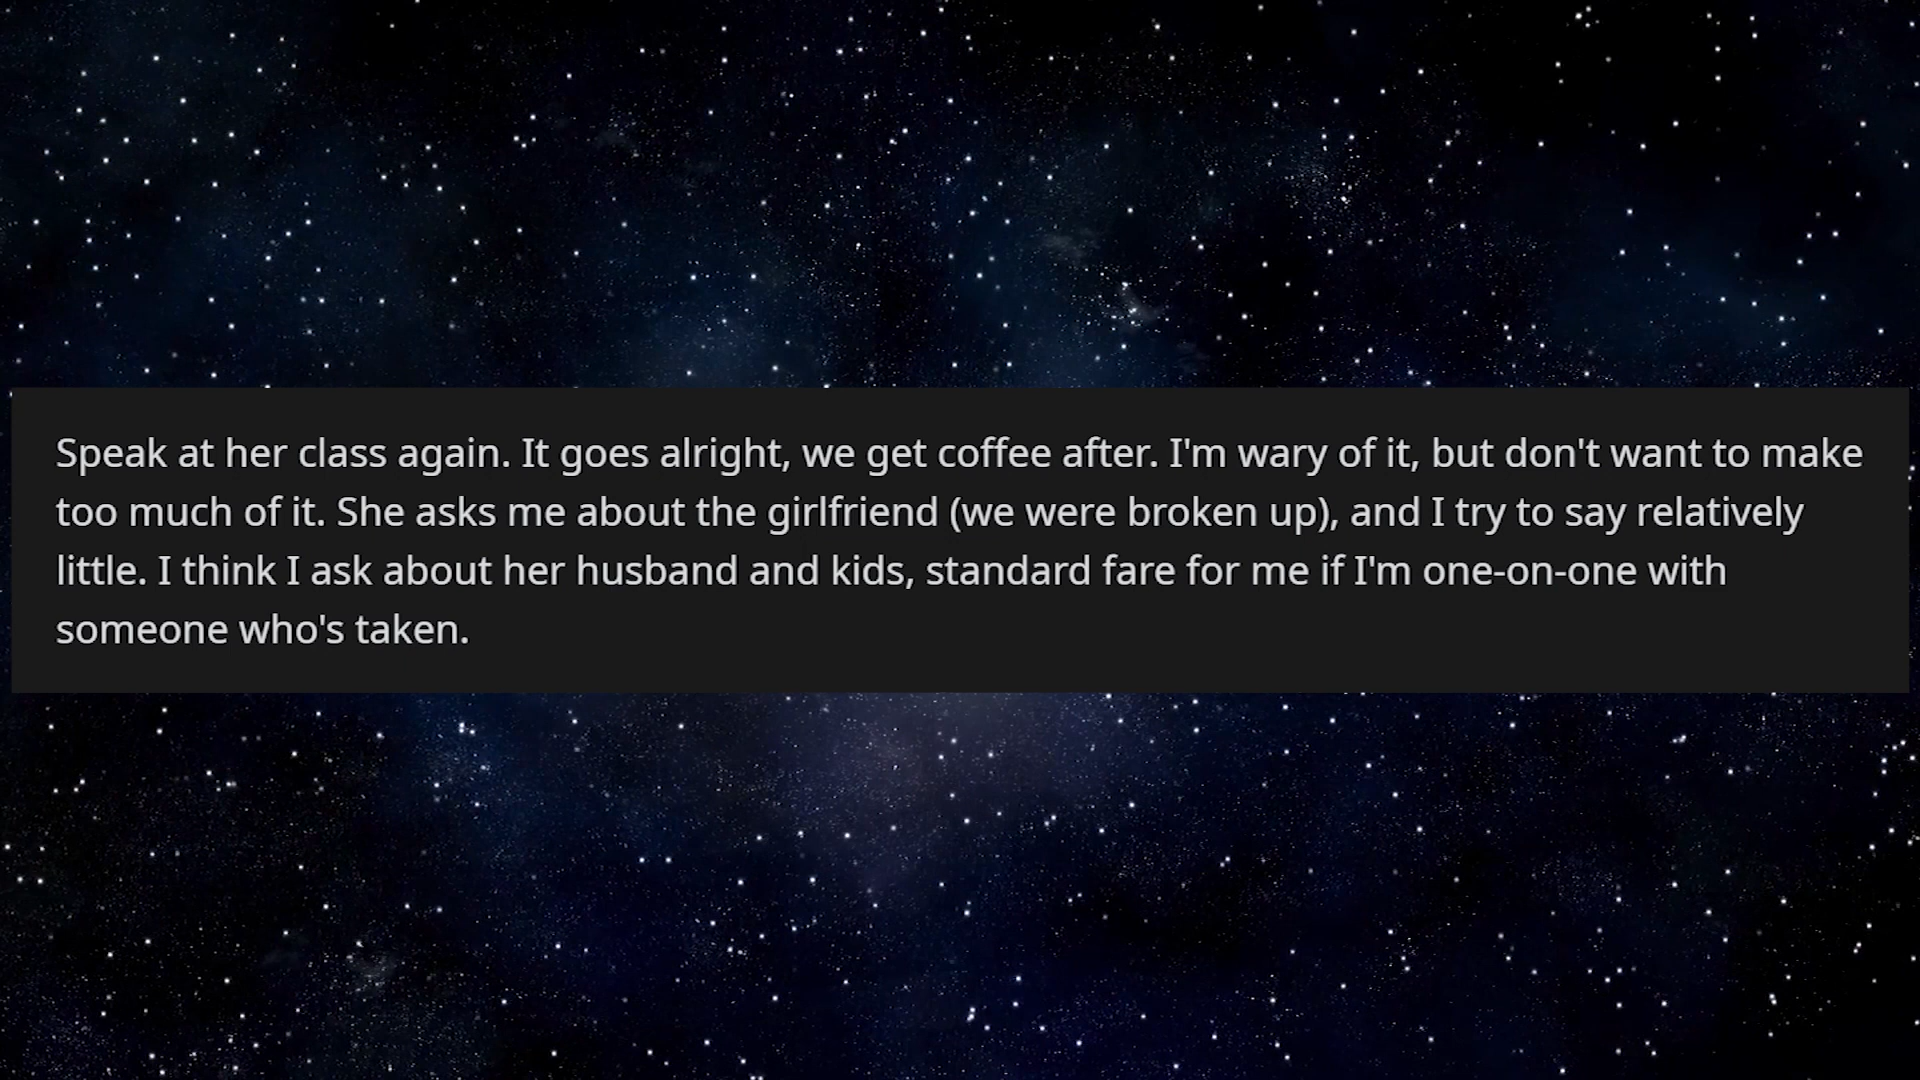 Speak at her class again. It goes alright, we get coffee after. I'm wary of it, but don't want to make
too much of it. She asks me about the girlfriend (we were broken up), and I try to say relatively
little. I think I ask about her husband and kids, standard fare for me if I'm one-on-one with
someone who's taken.